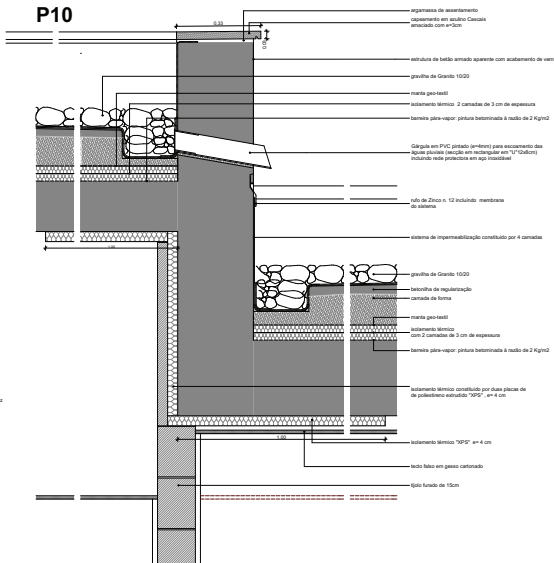 P10
0.33
argamassa de assentamento
capeamento em azulino Cascais
amaciado com e=3cm
estrutura de betão armado aparente com acabamento de verniz
gravilha de Granito 10/20
manta geo-textil
isolamento térmico 2 camadas de 3 cm de espessura
barreira pára-vapor: pintura betominada à razão de 2 Kg/m2
Gárgula em PVC pintado (e=4mm) para escoamento das
águas pluviais (secção em rectangular em "U"12x8cm)
incluindo rede protectora em aço inoxidável
rufo de Zinco n. 12 incluindo membrana
do sistema
sistema de impermeabilização constituido por 4 camadas
gravilha de Granito 10/20
betonilha de regularização
camada de forma
manta geo-textil
isolamento térmico
com 2 camadas de 3 cm de espessura
barreira pára-vapor: pintura betominada à razão de 2 Kg/m2
isolamento térmico constituido por duas placas de
de poliestireno extrudido "XPS" , e= 4 cm
1.00
isolamento térmico "XPS" e= 4 cm
tecto falso em gesso cartonado
tijolo furado de 15cm